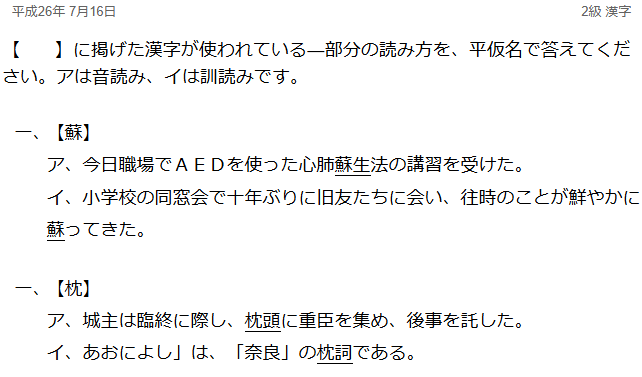 平成26年 7月16日
2級 漢字
【　　】に掲げた漢字が使われている―部分の読み方を、平仮名で答えてくだ
さい。アは音読み、イは訓読みです。
一、【蘇】
ア、今日職場でＡＥＤを使った心肺蘇生法の講習を受けた。
イ、小学校の同窓会で十年ぶりに旧友たちに会い、往時のことが鮮やかに
蘇ってきた。
一、【枕】
ア、城主は臨終に際し、枕頭に重臣を集め、後事を託した。
イ、あおによし」は、「奈良」の枕詞である。